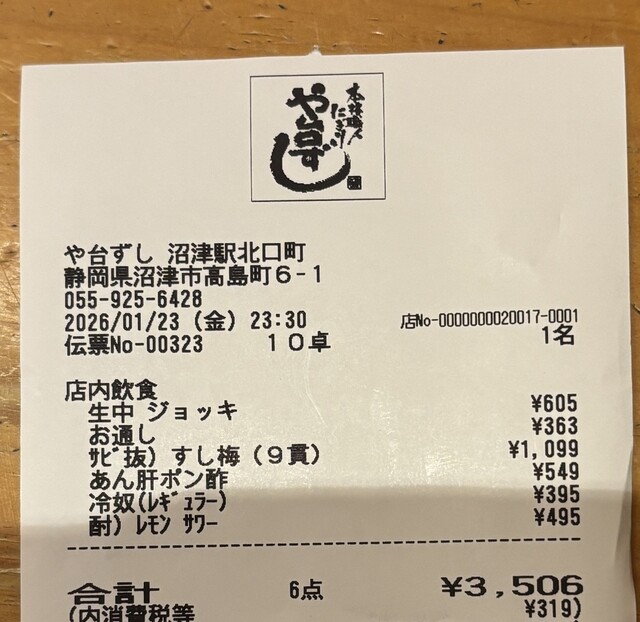 本格職人
にぎり
や台ずし
や台ずし 沼津駅北口町
静岡県沼津市高島町６-１
055-925-6428
2026/01/23 (金) 23:30 店No-0000000020017-0001
伝票No-00323 １０卓 1名
店内飲食
生中 ジョッキ ¥605
お通し ¥363
ｻﾋﾞ抜) すし梅（９貫） ¥1,099
あん肝ポン酢 ¥549
冷奴(ﾚｷﾞｭﾗｰ) ¥395
酎) ﾚﾓﾝ ｻﾜｰ ¥495
合計 6点 ¥3,506
(内消費税等 ¥319)